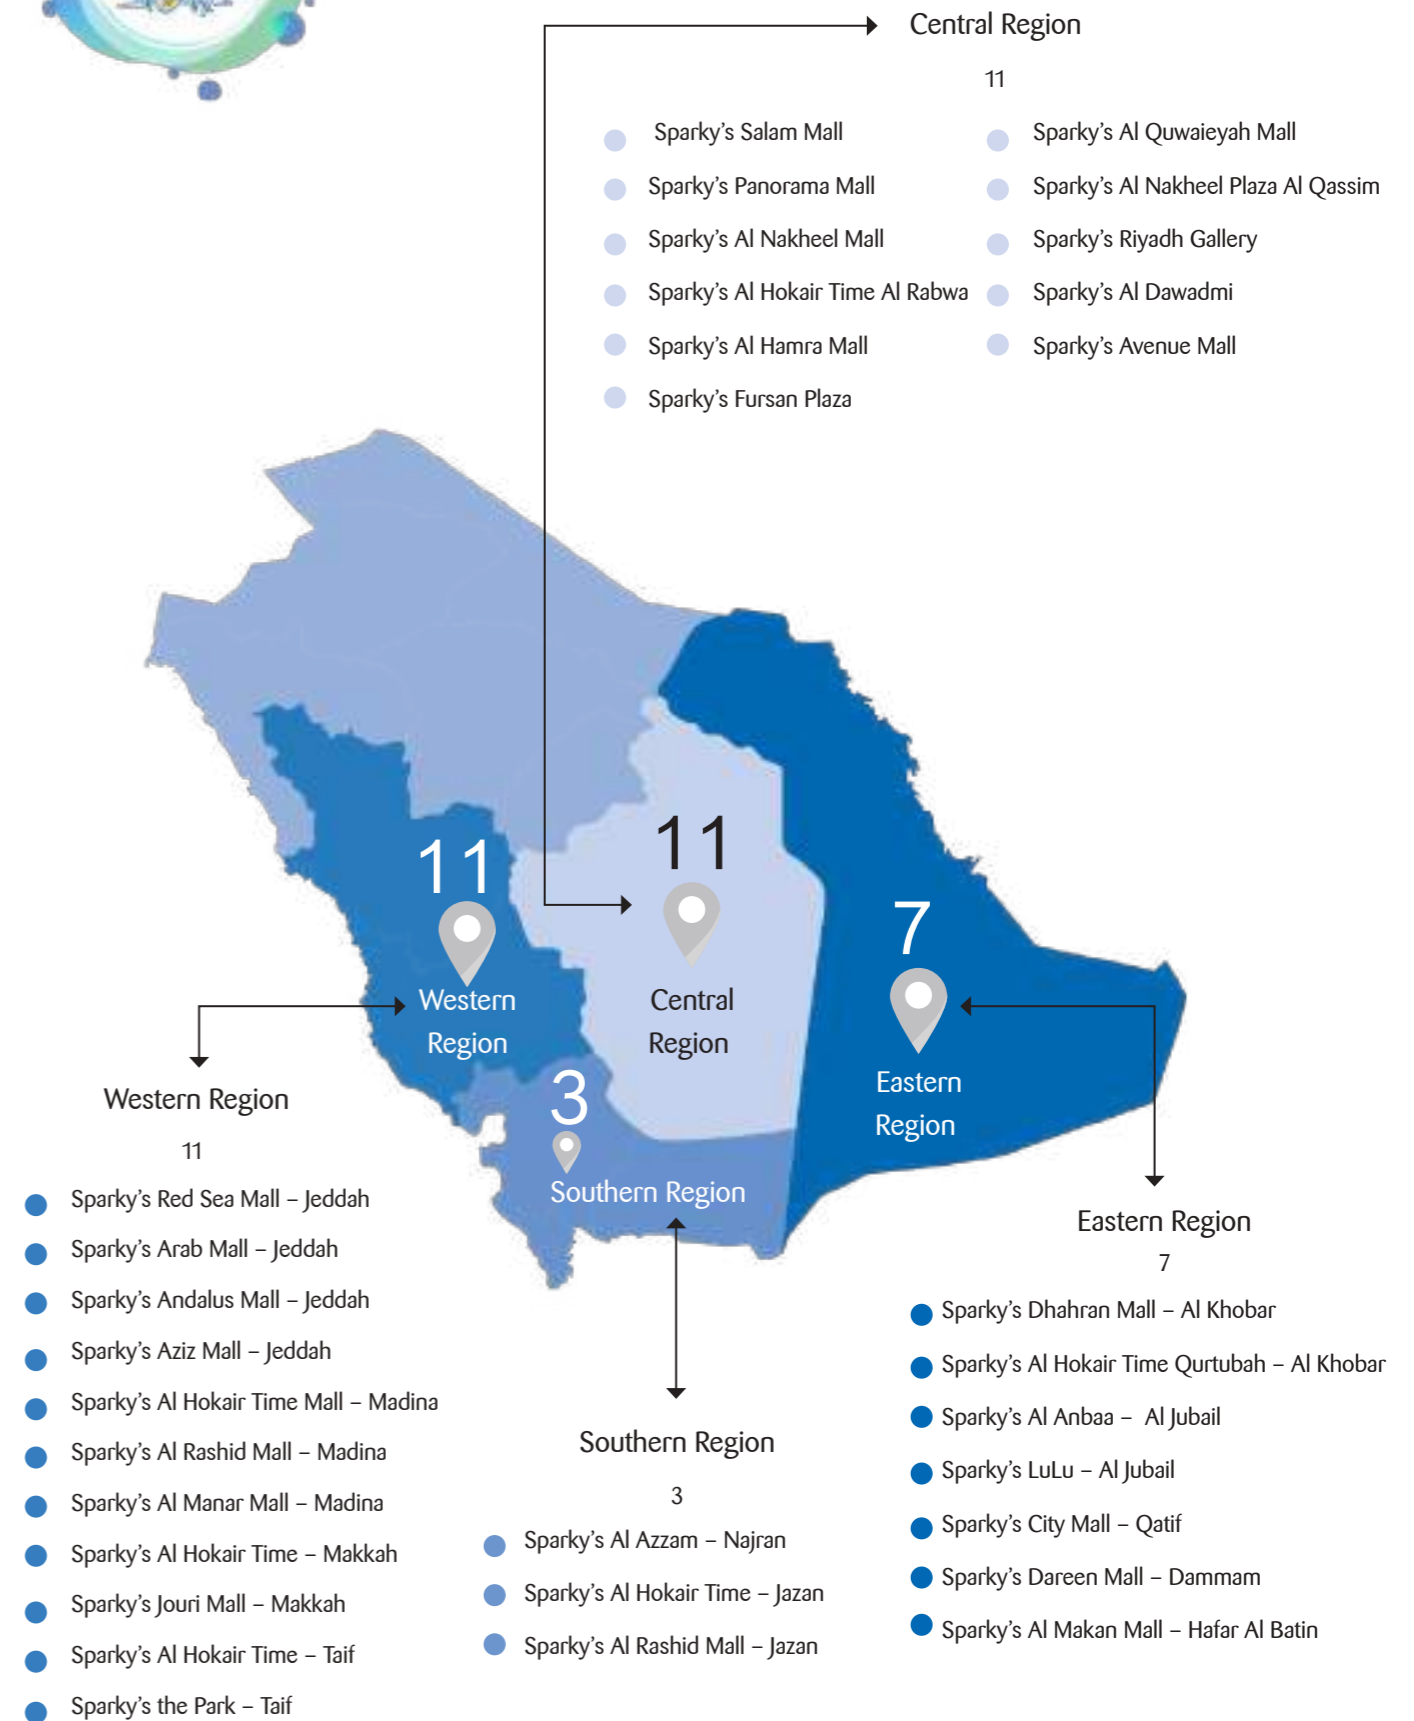 Central Region
11
Sparky's Salam Mall
Sparky's Panorama Mall
Sparky's Al Nakheel Mall
Sparky's Al Hokair Time Al Rabwa
Sparky's Al Hamra Mall
Sparky's Fursan Plaza
Sparky's Al Quwaieyah Mall
Sparky's Al Nakheel Plaza Al Qassim
Sparky's Riyadh Gallery
Sparky's Al Dawadmi
Sparky's Avenue Mall
11
Western
Region
11
Central
Region
7
Eastern
Region
3
Southern Region
Western Region
11
Sparky's Red Sea Mall – Jeddah
Sparky's Arab Mall – Jeddah
Sparky's Andalus Mall – Jeddah
Sparky's Aziz Mall – Jeddah
Sparky's Al Hokair Time Mall – Madina
Sparky's Al Rashid Mall – Madina
Sparky's Al Manar Mall – Madina
Sparky's Al Hokair Time – Makkah
Sparky's Jouri Mall – Makkah
Sparky's Al Hokair Time – Taif
Sparky's the Park – Taif
Southern Region
3
Sparky's Al Azzam – Najran
Sparky's Al Hokair Time – Jazan
Sparky's Al Rashid Mall – Jazan
Eastern Region
7
Sparky's Dhahran Mall – Al Khobar
Sparky's Al Hokair Time Qurtubah – Al Khobar
Sparky's Al Anbaa – Al Jubail
Sparky's LuLu – Al Jubail
Sparky's City Mall – Qatif
Sparky's Dareen Mall – Dammam
Sparky's Al Makan Mall – Hafar Al Batin